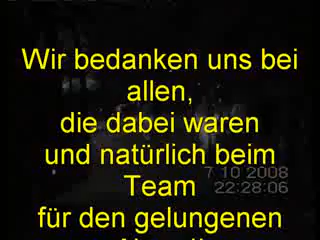 Wir bedanken uns bei
allen,
die dabei waren
und natürlich beim
7 10 2008
Team
22:28:06
für den gelungenen